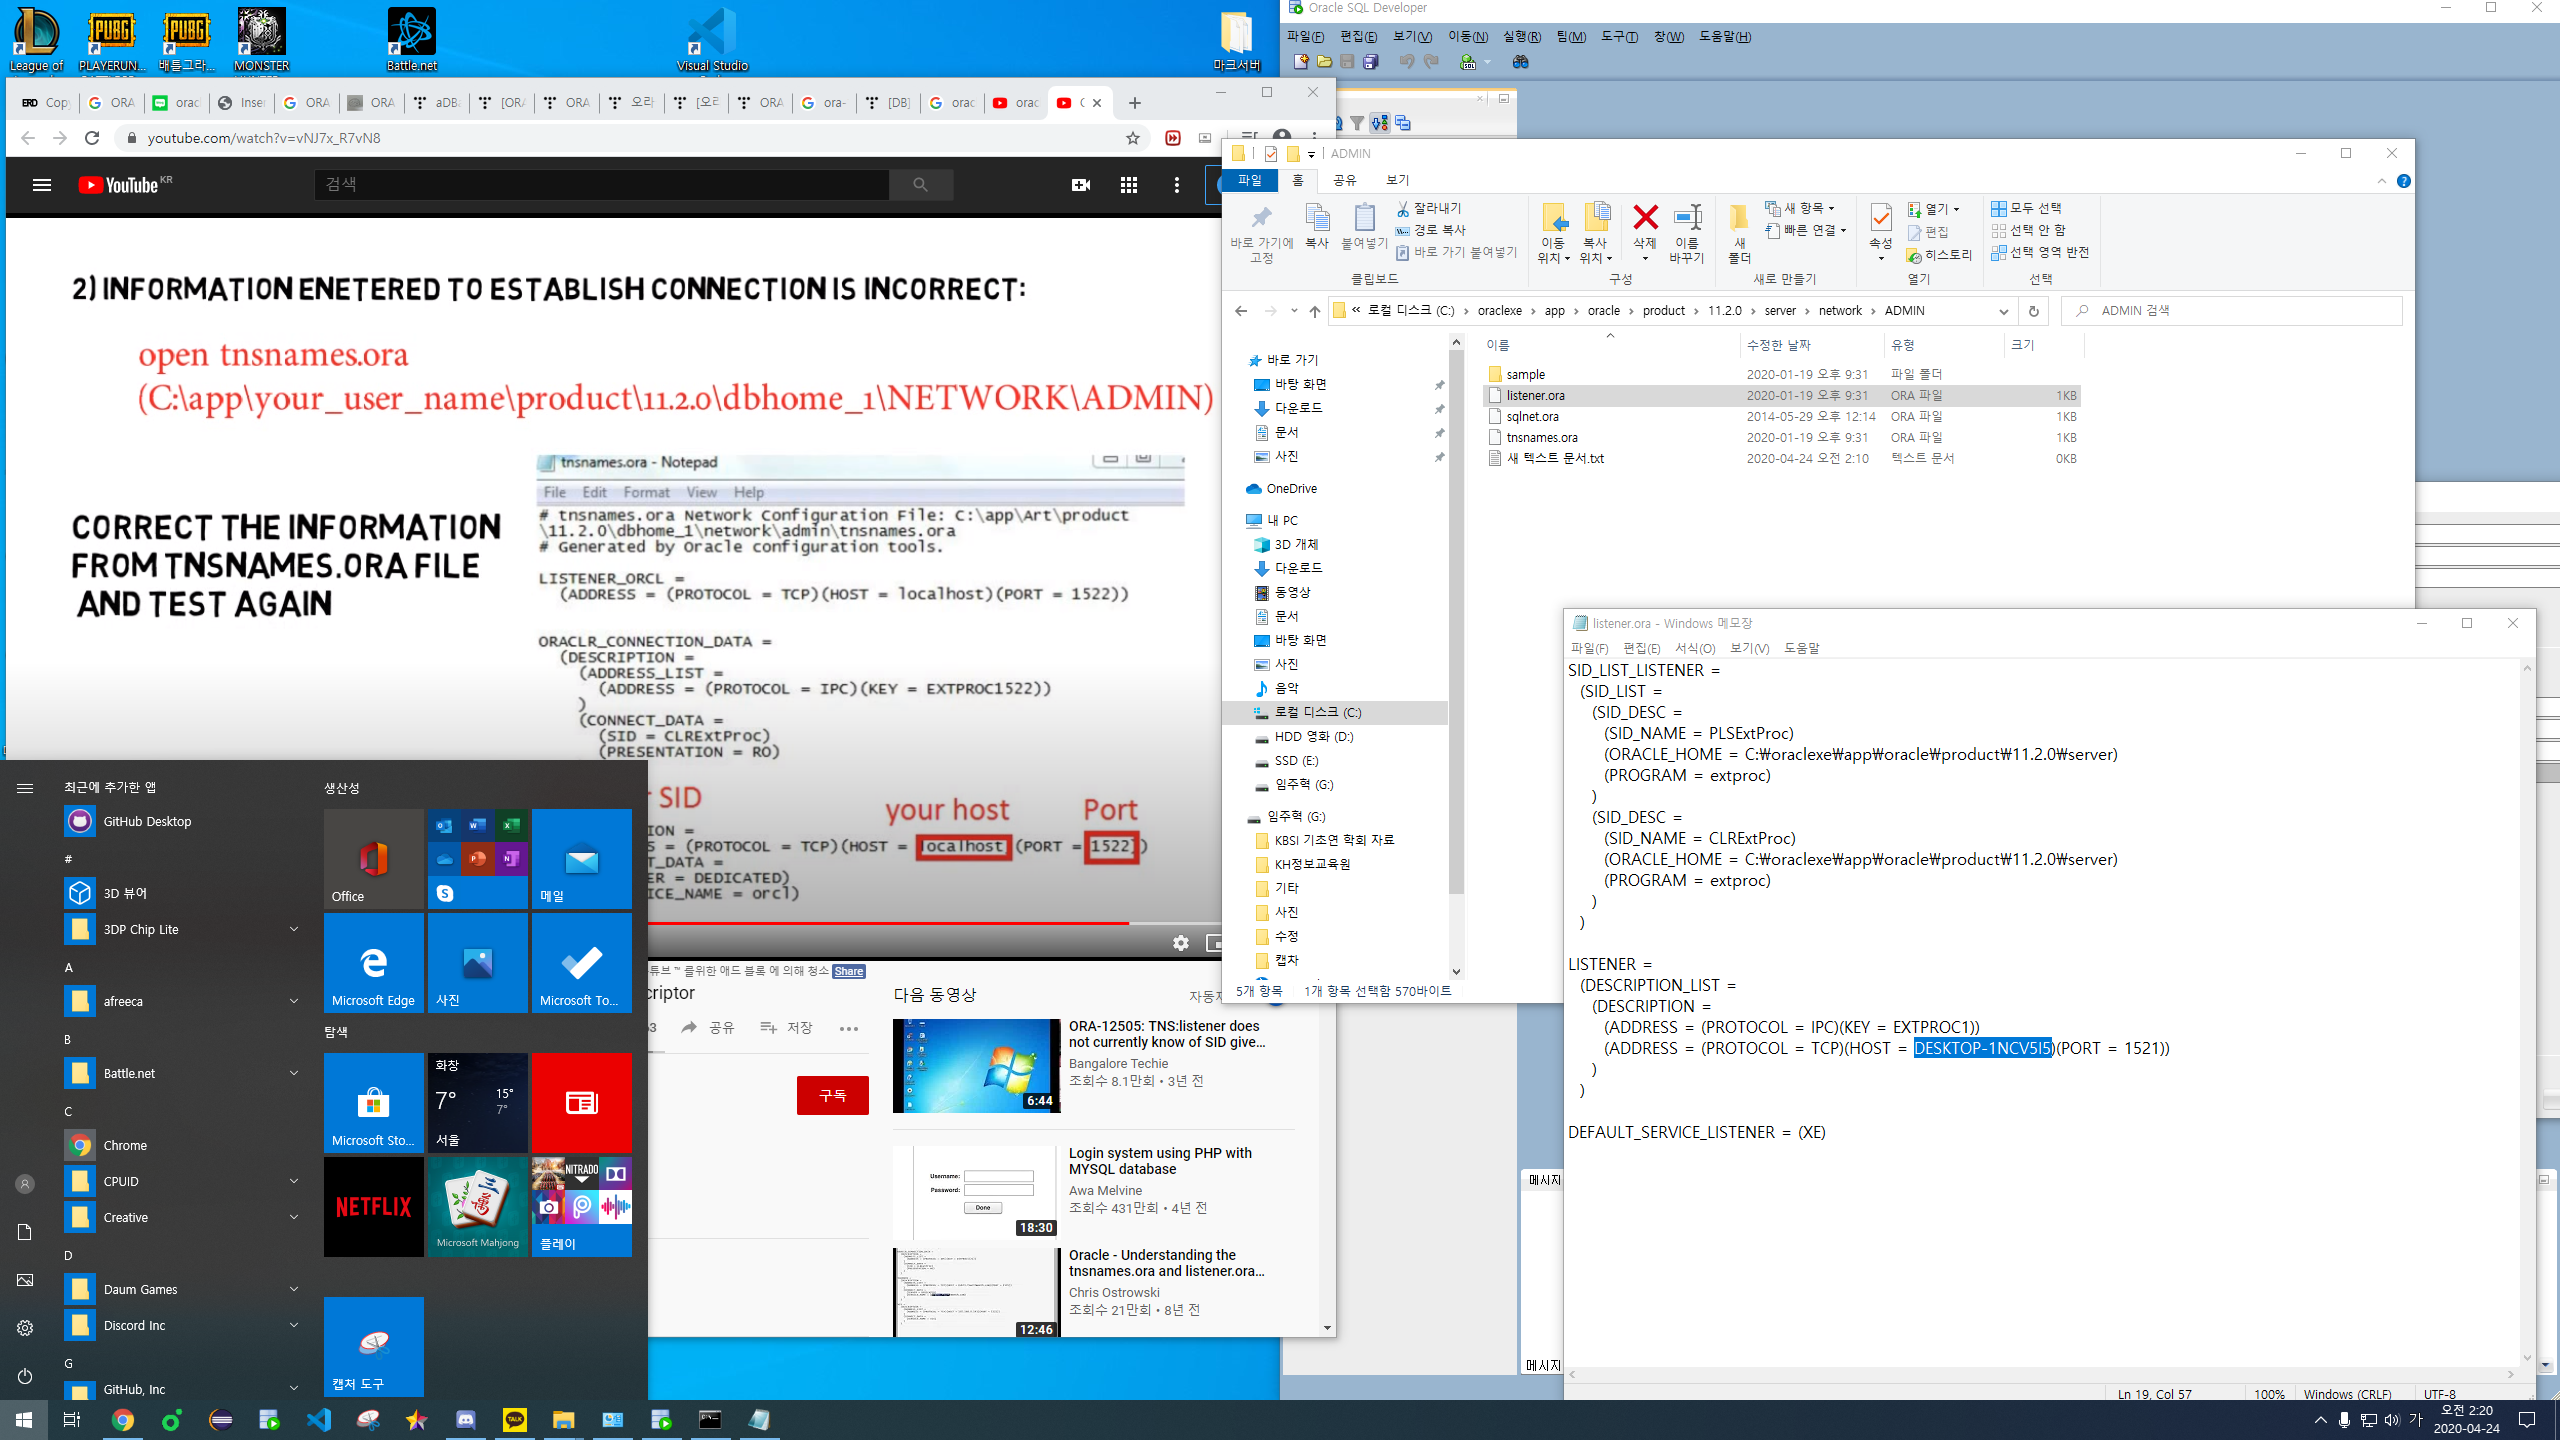 League of
PLAYERUN...
배틀그라...
MONSTER
Battle.net
Visual Studio
마크서버
Oracle SQL Developer
파일(F) 편집(E) 보기(V) 이동(N) 실행(R) 팀(M) 도구(T) 창(W) 도움말(H)
ERD Copy
ORA
oracl
Inser
ORA
ORA
aDB
[ORA
ORA
오라
[오라
ORA
ora-
[DB]
orac
orac
youtube.com/watch?v=vNJ7x_R7vN8
YouTube KR
검색
2) INFORMATION ENETERED TO ESTABLISH CONNECTION IS INCORRECT:
open tnsnames.ora
(C:\app\your_user_name\product\11.2.0\dbhome_1\NETWORK\ADMIN)
CORRECT THE INFORMATION
FROM TNSNAMES.ORA FILE
AND TEST AGAIN
tnsnames.ora - Notepad
File Edit Format View Help
# tnsnames.ora Network Configuration File: C:\app\Art\product
\11.2.0\dbhome_1\network\admin\tnsnames.ora
# Generated by Oracle configuration tools.
LISTENER_ORCL =
(ADDRESS = (PROTOCOL = TCP)(HOST = localhost)(PORT = 1522))
ORACLR_CONNECTION_DATA =
(DESCRIPTION =
(ADDRESS_LIST =
(ADDRESS = (PROTOCOL = IPC)(KEY = EXTPROC1522))
)
(CONNECT_DATA =
(SID = CLRExtProc)
(PRESENTATION = RO)
SID
your host
Port
ION =
S = (PROTOCOL = TCP)(HOST = localhost)(PORT = 1522))
T_DATA =
ER = DEDICATED)
ICE_NAME = orcl)
튜브 ™ 를위한 애드 블록 에 의해 청소 Share
criptor
공유
저장
구독
다음 동영상
ORA-12505: TNS:listener does
not currently know of SID give...
Bangalore Techie
조회수 8.1만회 • 3년 전
6:44
Login system using PHP with
MYSQL database
Awa Melvine
조회수 431만회 • 4년 전
Username:
Password:
Done
18:30
Oracle - Understanding the
tnsnames.ora and listener.ora...
Chris Ostrowski
조회수 21만회 • 8년 전
12:46
최근에 추가한 앱
GitHub Desktop
#
3D 뷰어
3DP Chip Lite
A
afreeca
B
Battle.net
C
Chrome
CPUID
Creative
D
Daum Games
Discord Inc
G
GitHub, Inc
생산성
Office
메일
Microsoft Edge
사진
Microsoft To...
탐색
Microsoft Sto...
화창
7°
15°
7°
서울
NETFLIX
Microsoft Mahjong
NITRADO
플레이
캡처 도구
ADMIN
파일 홈 공유 보기
바로 가기에
고정
복사
붙여넣기
잘라내기
경로 복사
바로 가기 붙여넣기
클립보드
이동
위치
복사
위치
삭제
이름
바꾸기
구성
새
폴더
새 항목
빠른 연결
새로 만들기
속성
열기
편집
히스토리
열기
모두 선택
선택 안 함
선택 영역 반전
선택
« 로컬 디스크 (C:) > oraclexe > app > oracle > product > 11.2.0 > server > network > ADMIN
ADMIN 검색
바로 가기
바탕 화면
다운로드
문서
사진
OneDrive
내 PC
3D 개체
다운로드
동영상
문서
바탕 화면
사진
음악
로컬 디스크 (C:)
HDD 영화 (D:)
SSD (E:)
임주혁 (G:)
임주혁 (G:)
KBSI 기초연 학회 자료
KH정보교육원
기타
사진
수정
캡차
이름 수정한 날짜 유형 크기
sample 2020-01-19 오후 9:31 파일 폴더
listener.ora 2020-01-19 오후 9:31 ORA 파일 1KB
sqlnet.ora 2014-05-29 오후 12:14 ORA 파일 1KB
tnsnames.ora 2020-01-19 오후 9:31 ORA 파일 1KB
새 텍스트 문서.txt 2020-04-24 오전 2:10 텍스트 문서 0KB
5개 항목 1개 항목 선택함 570바이트
listener.ora - Windows 메모장
파일(F) 편집(E) 서식(O) 보기(V) 도움말
SID_LIST_LISTENER =
(SID_LIST =
(SID_DESC =
(SID_NAME = PLSExtProc)
(ORACLE_HOME = C:₩oraclexe₩app₩oracle₩product₩11.2.0₩server)
(PROGRAM = extproc)
)
(SID_DESC =
(SID_NAME = CLRExtProc)
(ORACLE_HOME = C:₩oraclexe₩app₩oracle₩product₩11.2.0₩server)
(PROGRAM = extproc)
)
)
LISTENER =
(DESCRIPTION_LIST =
(DESCRIPTION =
(ADDRESS = (PROTOCOL = IPC)(KEY = EXTPROC1))
(ADDRESS = (PROTOCOL = TCP)(HOST = DESKTOP-1NCV5I5)(PORT = 1521))
)
)
DEFAULT_SERVICE_LISTENER = (XE)
Ln 19, Col 57 100% Windows (CRLF) UTF-8
메시지
메시지
가
오전 2:20
2020-04-24